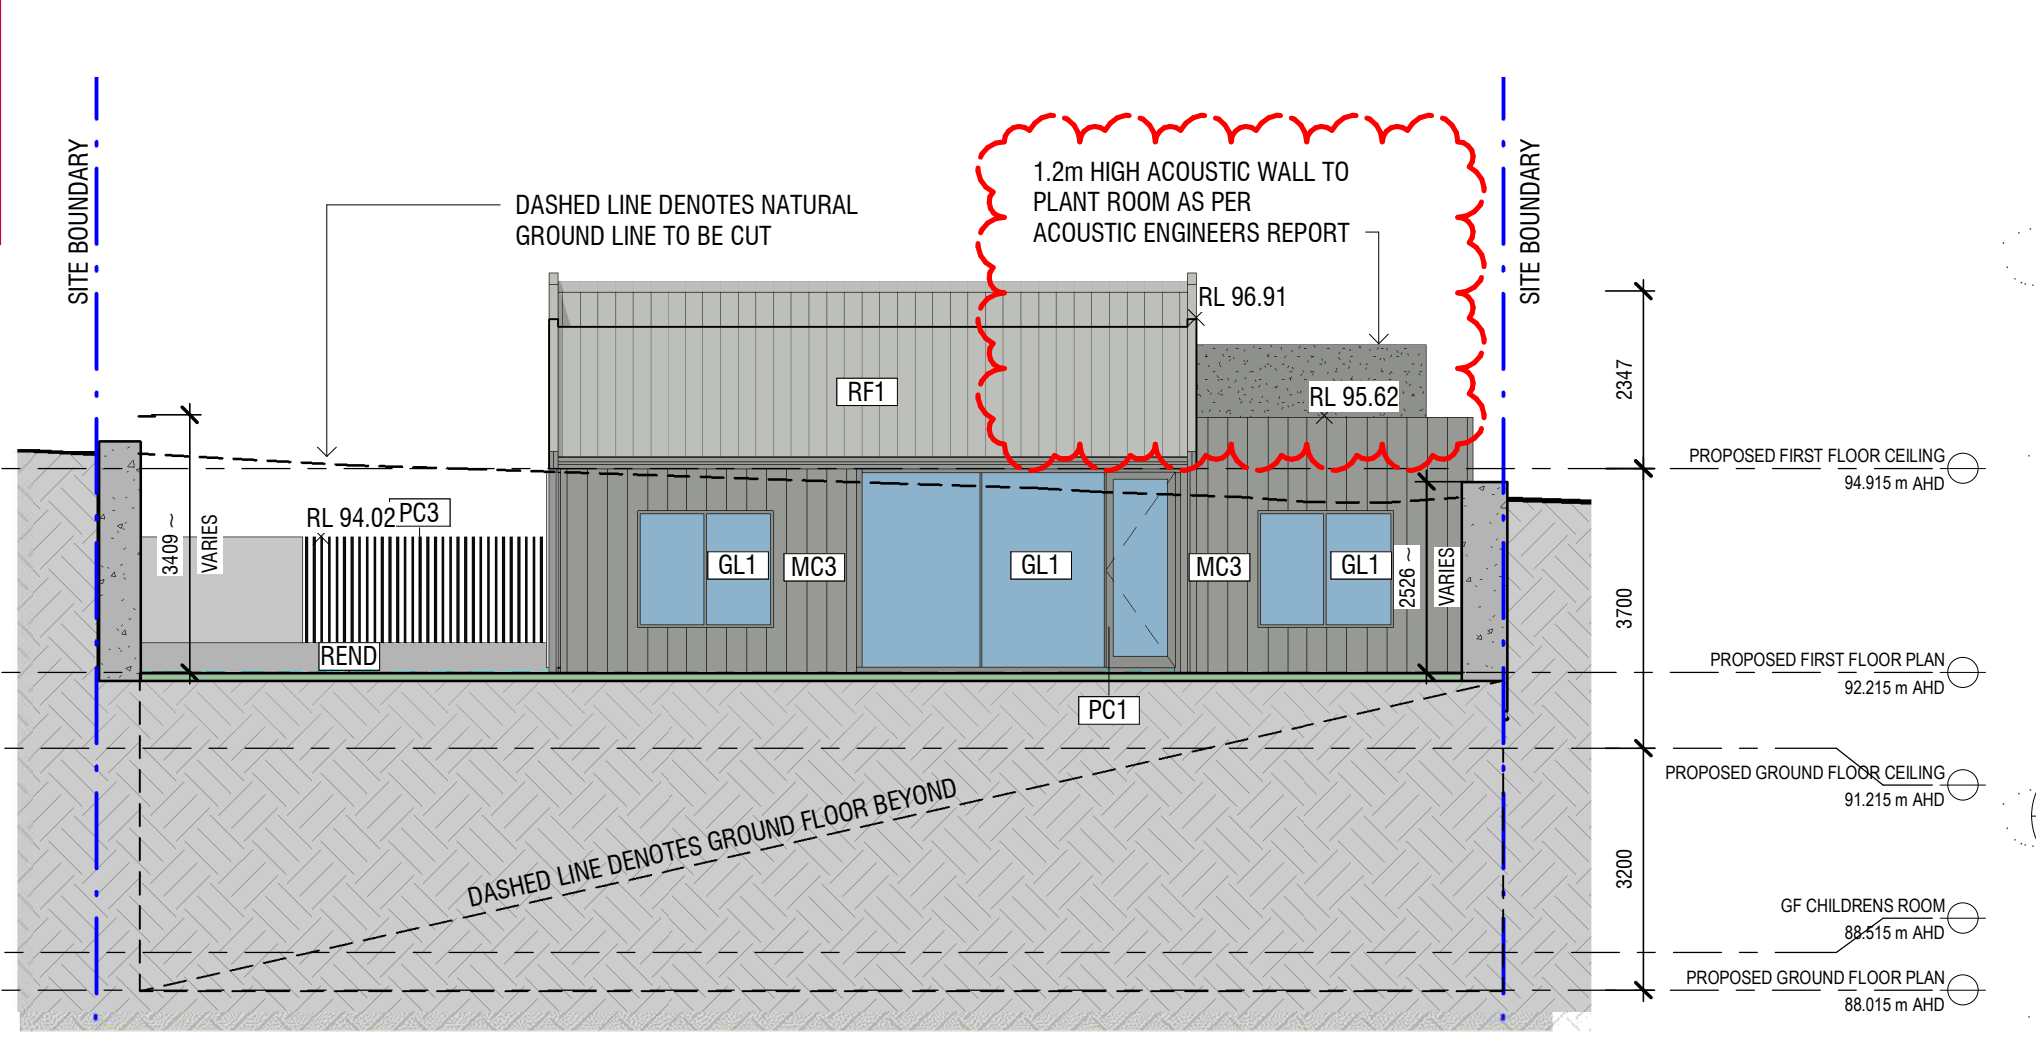 SITE BOUNDARY
DASHED LINE DENOTES NATURAL
GROUND LINE TO BE CUT
1.2m HIGH ACOUSTIC WALL TO
PLANT ROOM AS PER
ACOUSTIC ENGINEERS REPORT
SITE BOUNDARY
RL 96.91
RF1
RL 95.62
2347
PROPOSED FIRST FLOOR CEILING
94.915 m AHD
3409 ~
VARIES
RL 94.02
PC3
REND
GL1
MC3
GL1
MC3
GL1
2526 ~
VARIES
3700
PROPOSED FIRST FLOOR PLAN
92.215 m AHD
PC1
PROPOSED GROUND FLOOR CEILING
91.215 m AHD
DASHED LINE DENOTES GROUND FLOOR BEYOND
3200
GF CHILDRENS ROOM
88.515 m AHD
PROPOSED GROUND FLOOR PLAN
88.015 m AHD